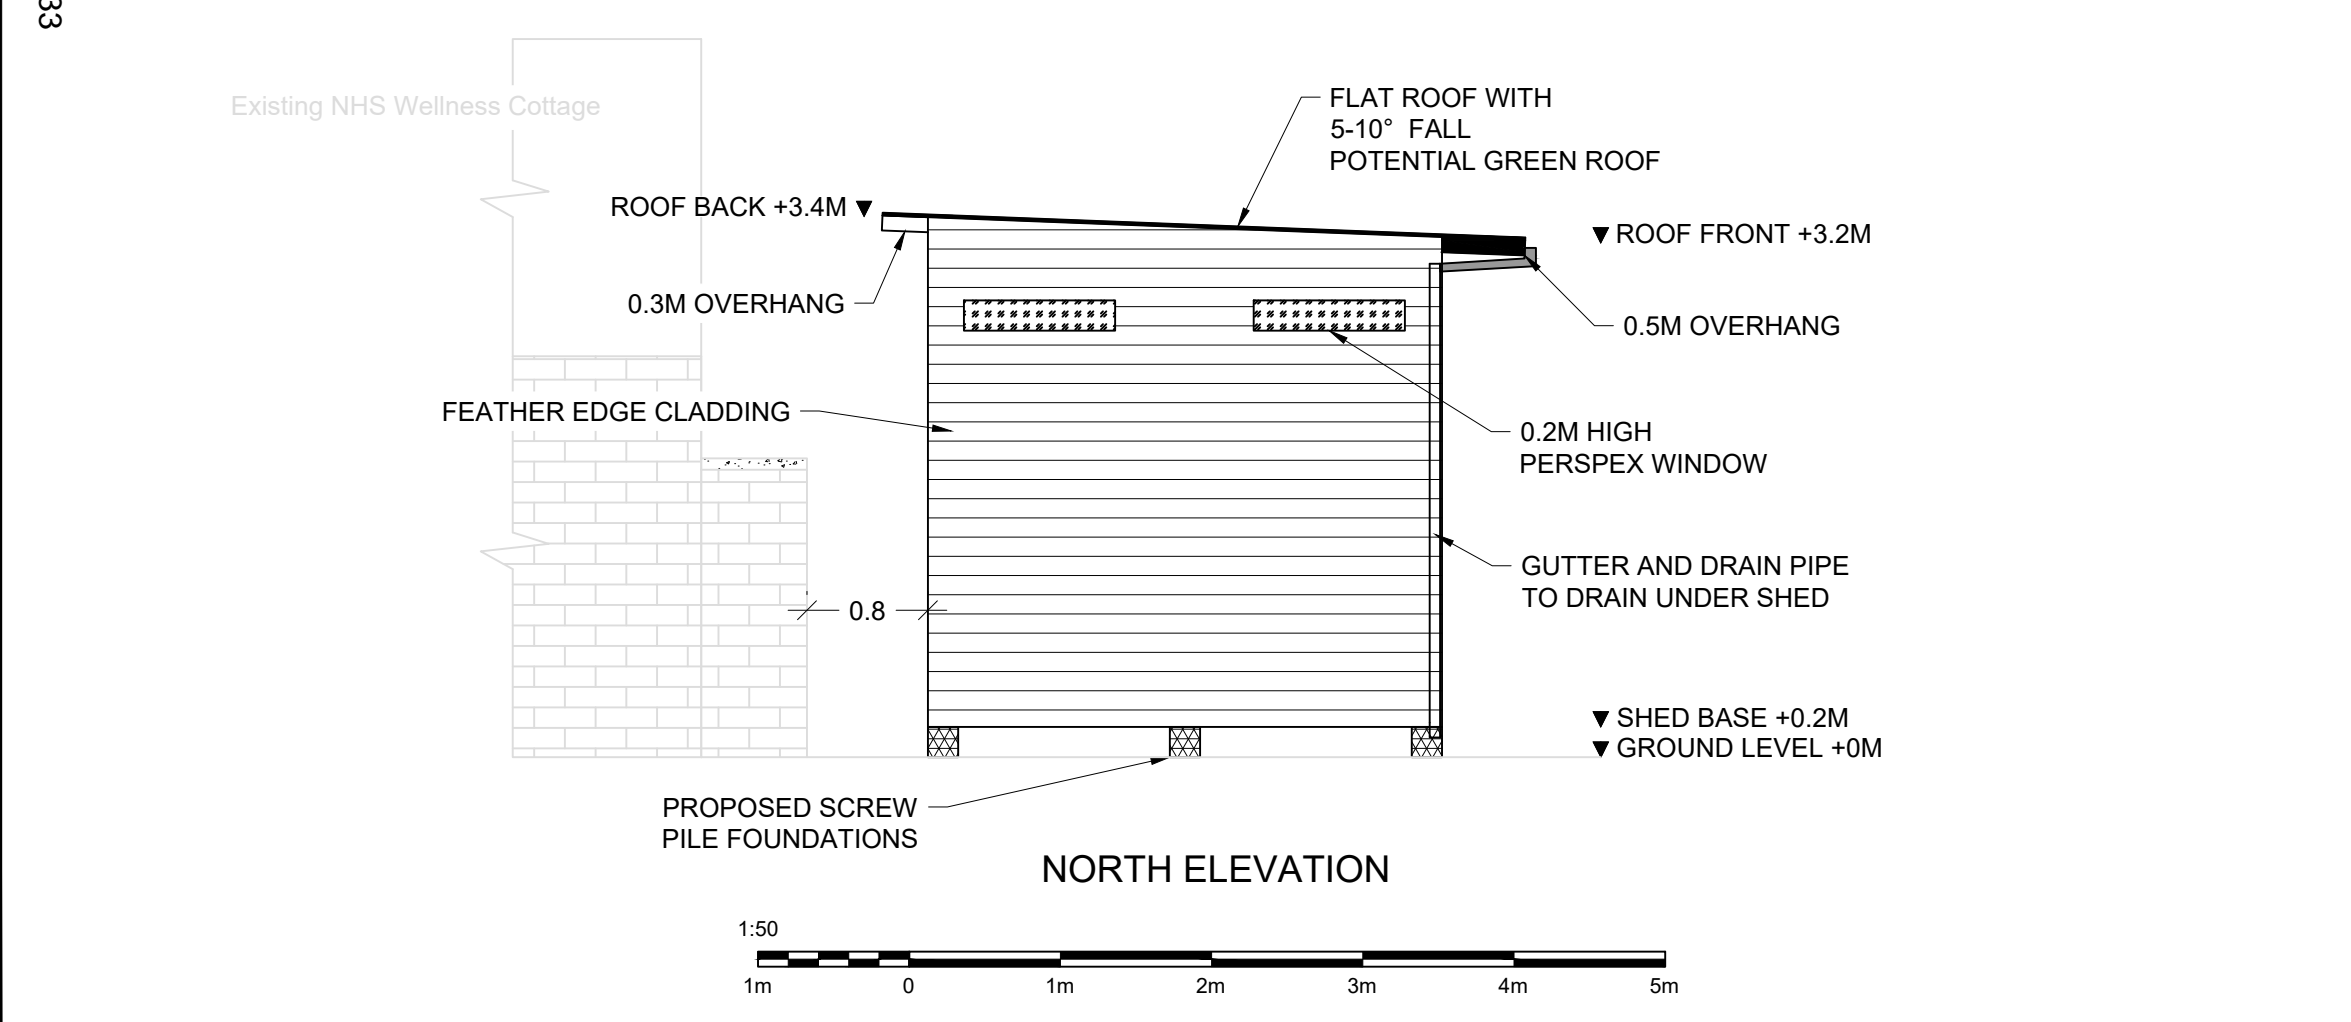 33
Existing NHS Wellness Cottage
FLAT ROOF WITH
5-10° FALL
POTENTIAL GREEN ROOF
ROOF BACK +3.4M
ROOF FRONT +3.2M
0.3M OVERHANG
0.5M OVERHANG
FEATHER EDGE CLADDING
0.2M HIGH
PERSPEX WINDOW
GUTTER AND DRAIN PIPE
TO DRAIN UNDER SHED
0.8
SHED BASE +0.2M
GROUND LEVEL +0M
PROPOSED SCREW
PILE FOUNDATIONS
NORTH ELEVATION
1:50
1m 0 1m 2m 3m 4m 5m